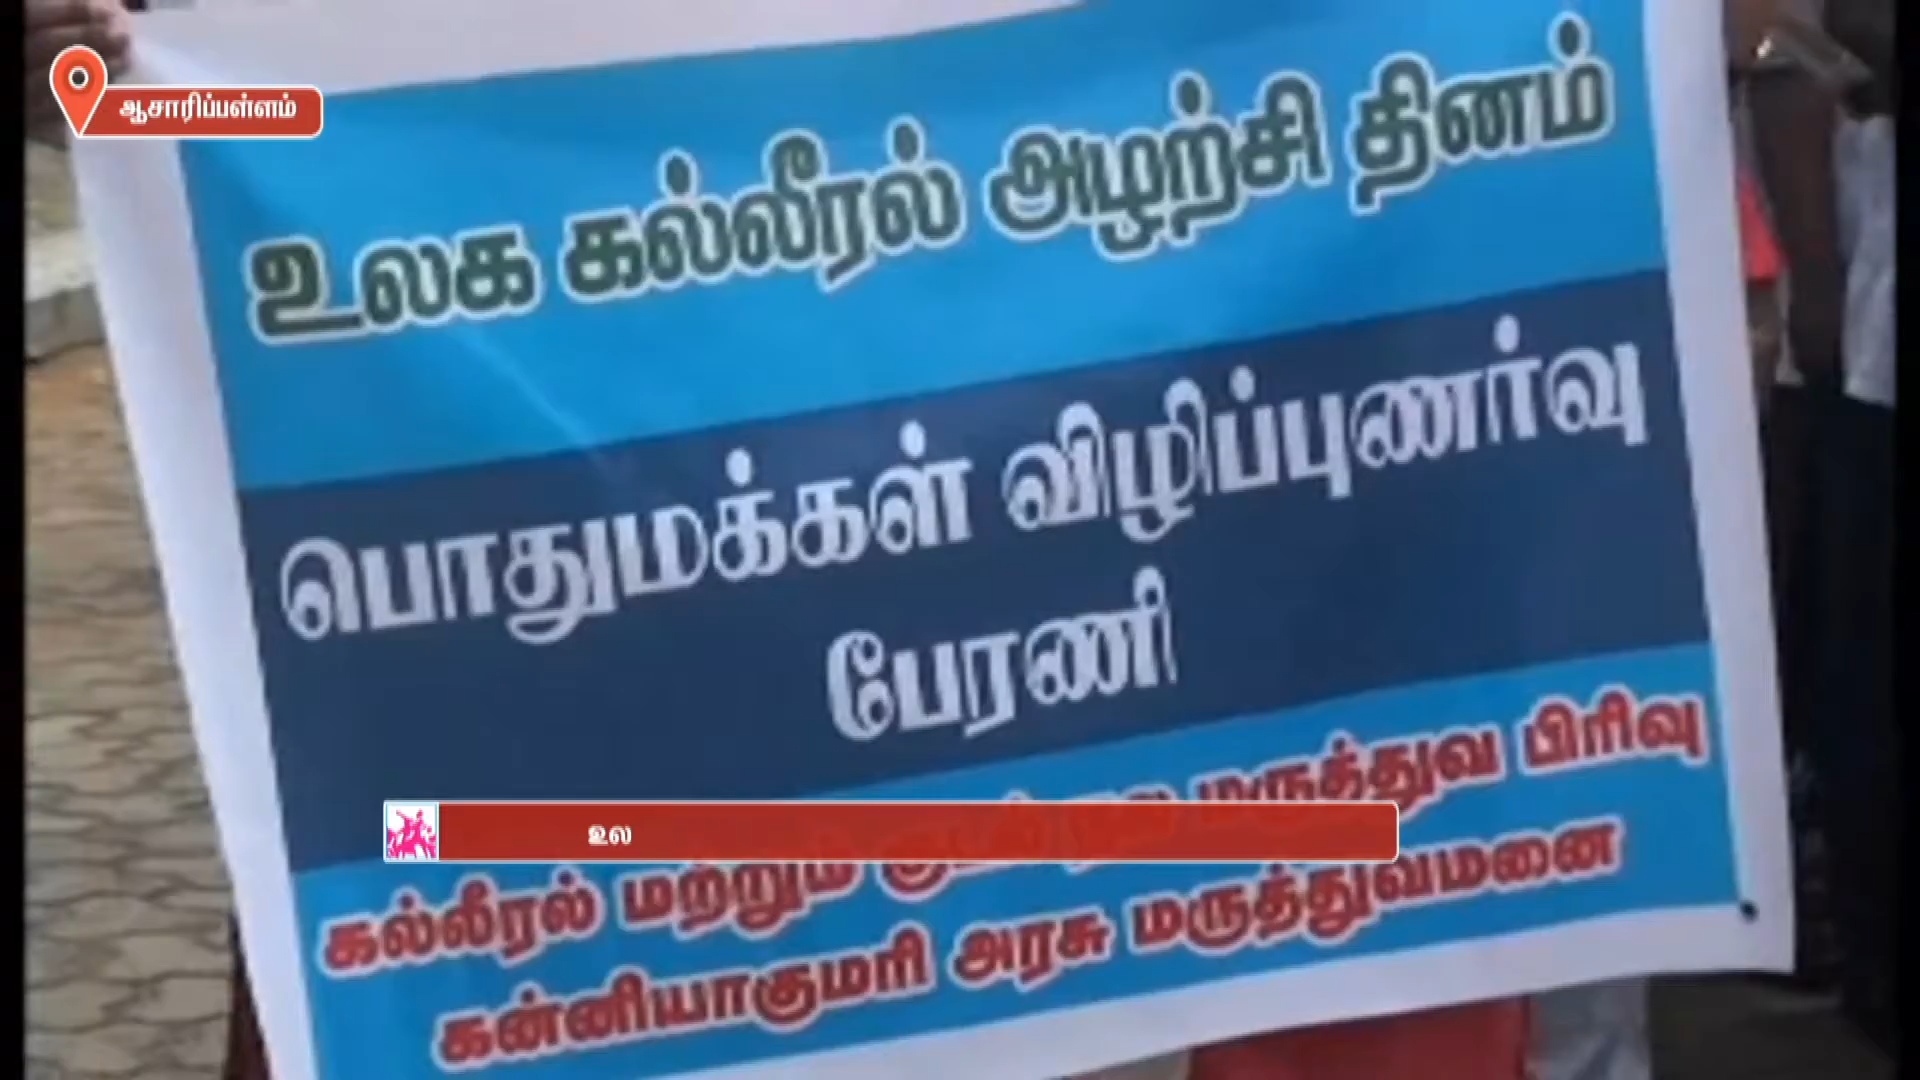 ஆசாரிப்பள்ளம்
உலக கல்லீரல் அழற்சி தினம்
பொதுமக்கள் விழிப்புணர்வு
பேரணி
கல்லீரல் மற்றும் மருத்துவ பிரிவு
உல
கன்னியாகுமரி அரசு மருத்துவமனை